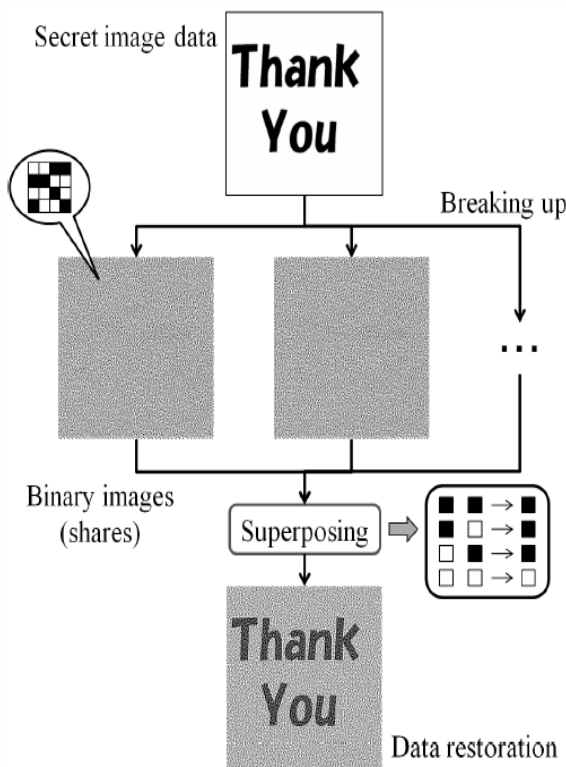 Secret image data
Thank
You
Breaking up
...
Binary images
(shares)
Superposing
Thank
You
Data restoration